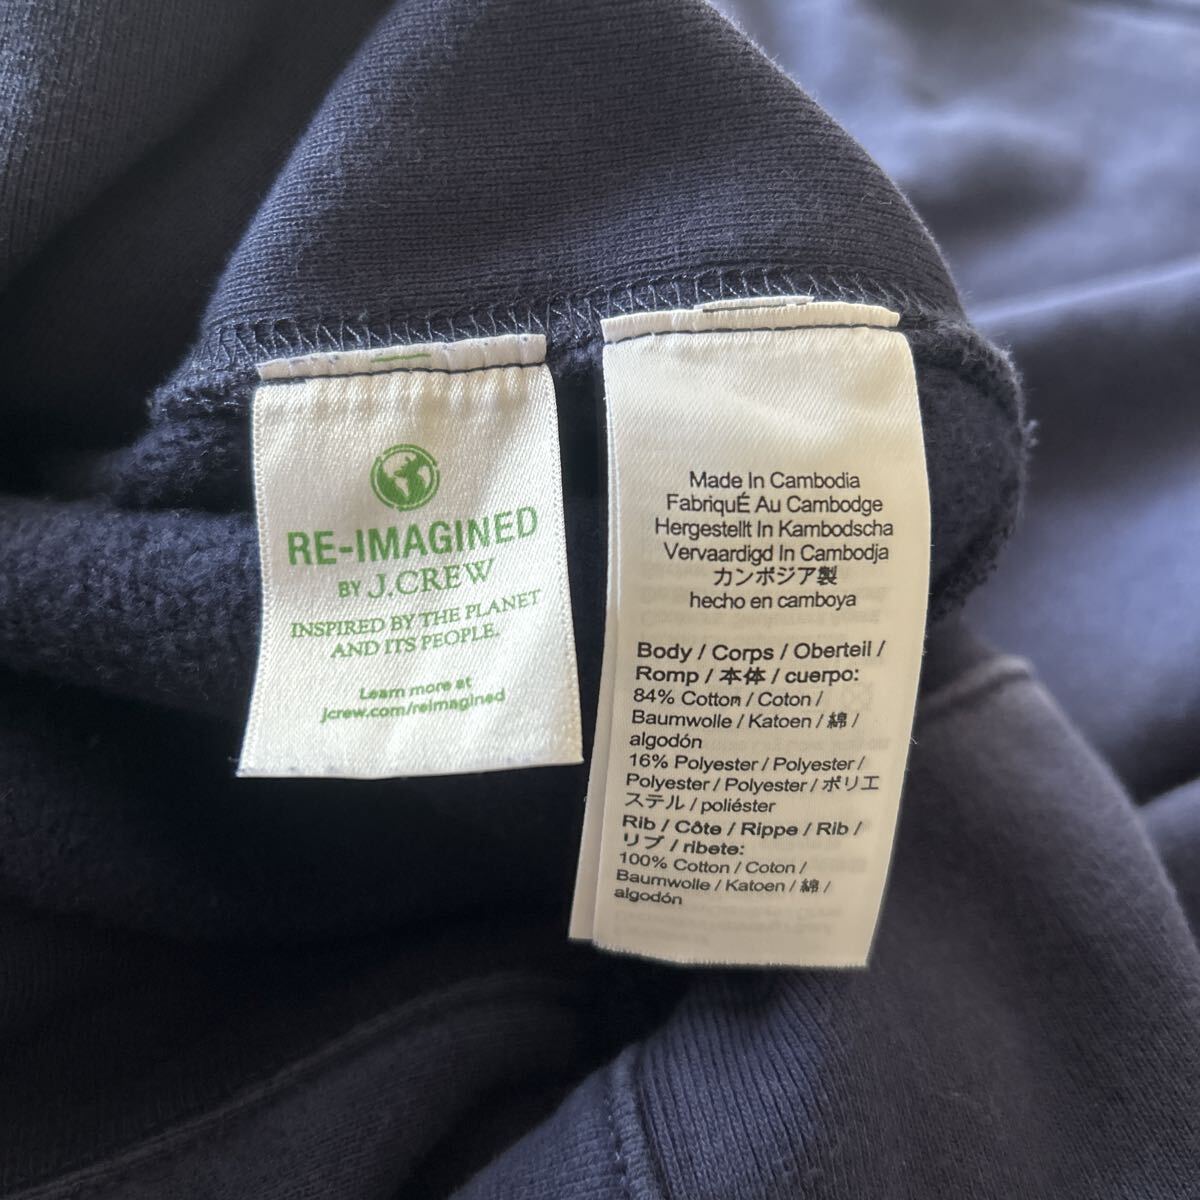 RE-IMAGINED
BY J.CREW
INSPIRED BY THE PLANET
AND ITS PEOPLE.
Learn more at
jcrew.com/reimagined
Made In Cambodia
FabriquÉ Au Cambodge
Hergestellt In Kambodscha
Vervaardigd In Cambodja
カンボジア製
hecho en camboya
Body / Corps / Oberteil /
Romp / 本体 / cuerpo:
84% Cotton / Coton /
Baumwolle / Katoen / 綿 /
algodón
16% Polyester / Polyester /
Polyester / Polyester / ポリエ
ステル / poliéster
Rib / Côte / Rippe / Rib /
リブ / ribete:
100% Cotton / Coton /
Baumwolle / Katoen / 綿 /
algodón